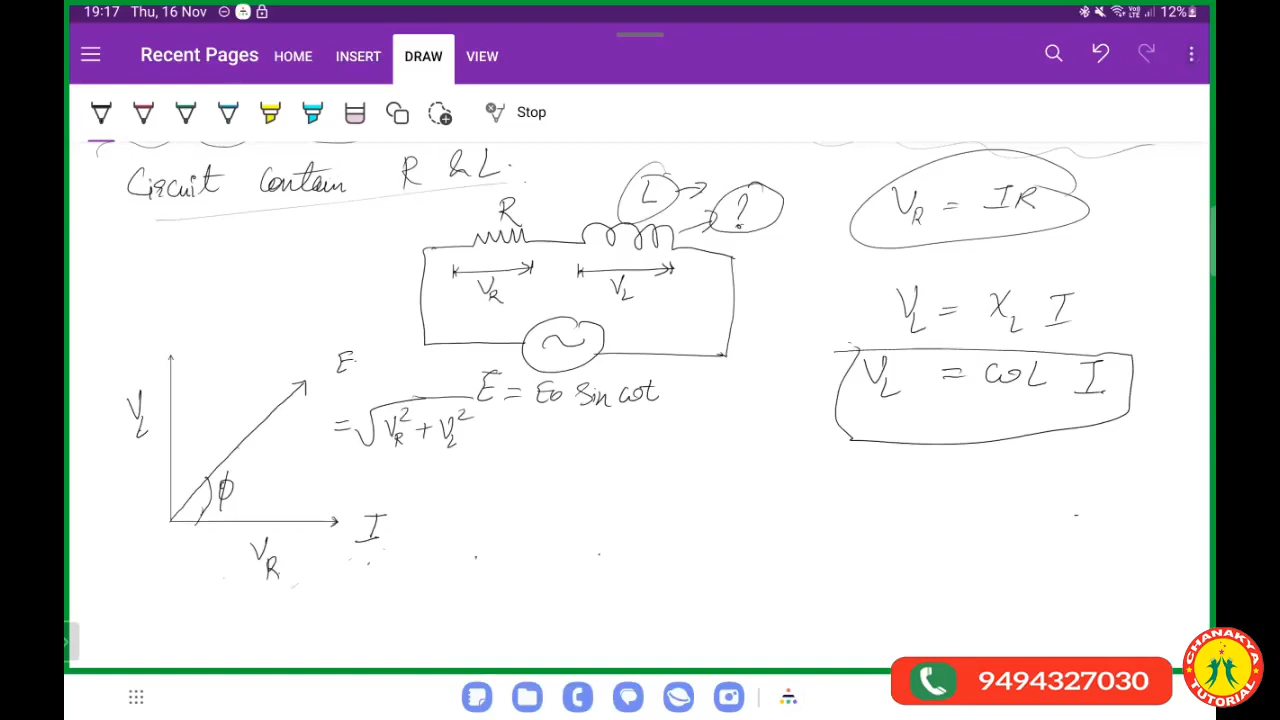 19:17 Thu, 16 Nov
12%
Recent Pages HOME INSERT DRAW VIEW
Stop
Circuit contain R & L.
R
L
?
V_R = IR
V_R
V_L
V_L = X_L I
E
V_L
E = E0 sin ωt
V_L = ωL I
= √V_R² + V_L²
φ
I
V_R
9494327030
CHANAKYA
TUTORIAL